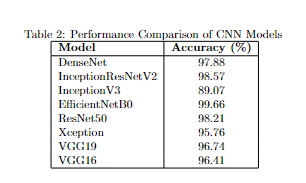 Table 2: Performance Comparison of CNN Models
Model Accuracy (%)
DenseNet 97.88
InceptionResNetV2 98.57
InceptionV3 89.07
EfficientNetB0 99.66
ResNet50 98.21
Xception 95.76
VGG19 96.74
VGG16 96.41